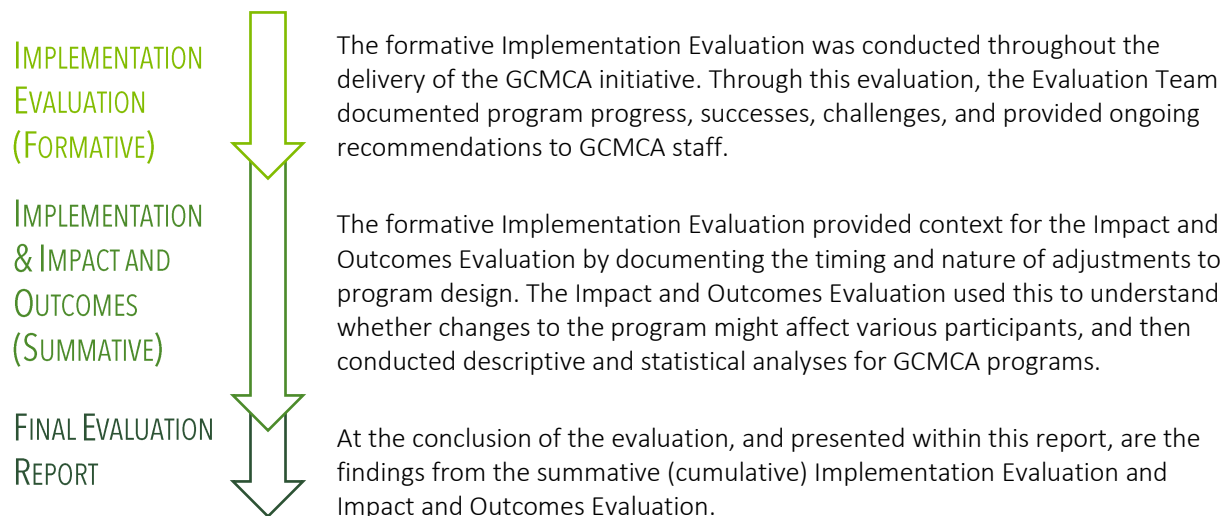 IMPLEMENTATION
EVALUATION
(FORMATIVE)
The formative Implementation Evaluation was conducted throughout the
delivery of the GCMCA initiative. Through this evaluation, the Evaluation Team
documented program progress, successes, challenges, and provided ongoing
recommendations to GCMCA staff.
IMPLEMENTATION
& IMPACT AND
OUTCOMES
(SUMMATIVE)
The formative Implementation Evaluation provided context for the Impact and
Outcomes Evaluation by documenting the timing and nature of adjustments to
program design. The Impact and Outcomes Evaluation used this to understand
whether changes to the program might affect various participants, and then
conducted descriptive and statistical analyses for GCMCA programs.
FINAL EVALUATION
REPORT
At the conclusion of the evaluation, and presented within this report, are the
findings from the summative (cumulative) Implementation Evaluation and
Impact and Outcomes Evaluation.